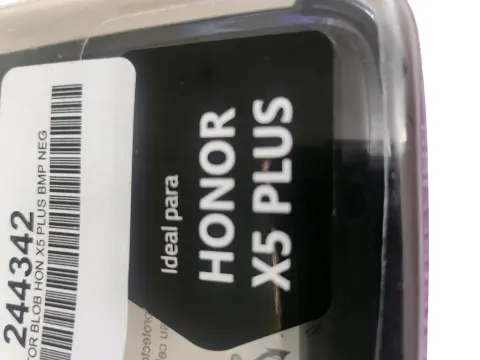 244342
OR BLOB HON X5 PLUS BMP NEG
Ideal para
HONOR
X5 PLUS